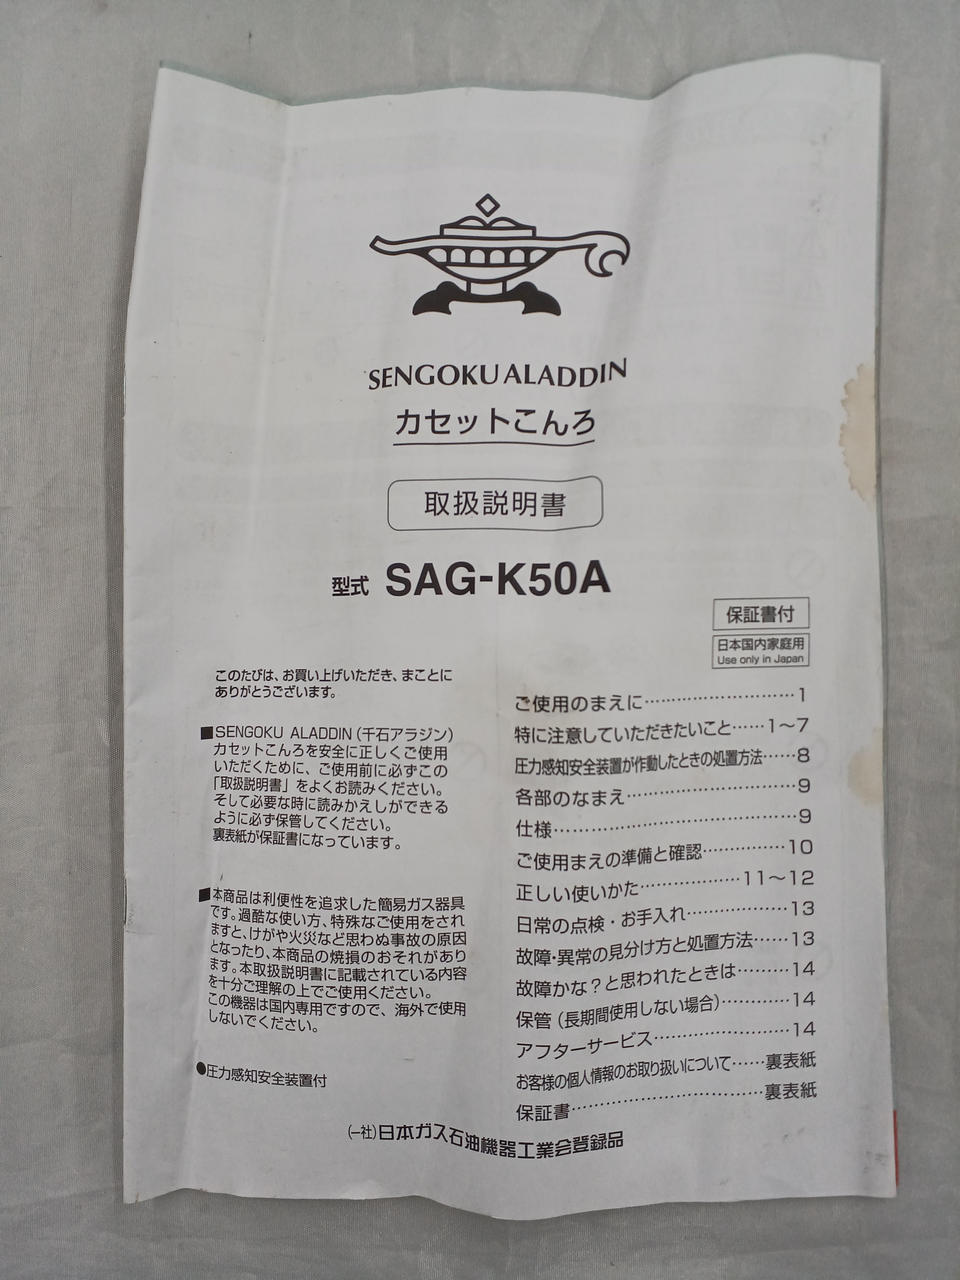 SENGOKU ALADDIN
カセットこんろ
取扱説明書
型式 SAG-K50A
保証書付
日本国内家庭用
Use only in Japan
このたびは、お買い上げいただき、まことに
ありがとうございます。
■SENGOKU ALADDIN(千石アラジン)
カセットこんろを安全に正しくご使用
いただくために、ご使用前に必ずこの
「取扱説明書」をよくお読みください。
そして必要な時に読みかえしができる
ように必ず保管してください。
裏表紙が保証書になっています。
■本商品は利便性を追求した簡易ガス器具
です。過酷な使い方、特殊なご使用をされ
ますと、けがや火災など思わぬ事故の原因
となったり、本商品の焼損のおそれがあり
ます。本取扱説明書に記載されている内容
を十分ご理解の上でご使用ください。
この機器は国内専用ですので、海外で使用
しないでください。
●圧力感知安全装置付
ご使用のまえに……………………1
特に注意していただきたいこと……1〜7
圧力感知安全装置が作動したときの処置方法……8
各部のなまえ……………………9
仕様……………………………9
ご使用まえの準備と確認……………10
正しい使いかた………………11〜12
日常の点検・お手入れ……………13
故障・異常の見分け方と処置方法……13
故障かな?と思われたときは……14
保管(長期間使用しない場合)…………14
アフターサービス…………………14
お客様の個人情報のお取り扱いについて……裏表紙
保証書…………………………裏表紙
(一社)日本ガス石油機器工業会登録品